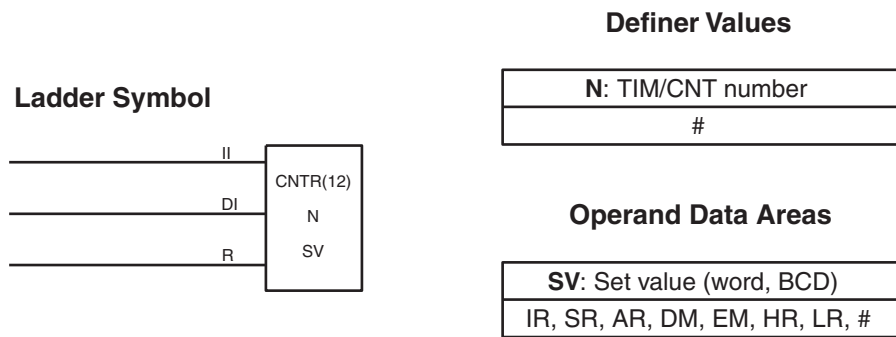 Ladder Symbol
II
DI
R
CNTR(12)
N
SV
Definer Values
N: TIM/CNT number
#
Operand Data Areas
SV: Set value (word, BCD)
IR, SR, AR, DM, EM, HR, LR, #